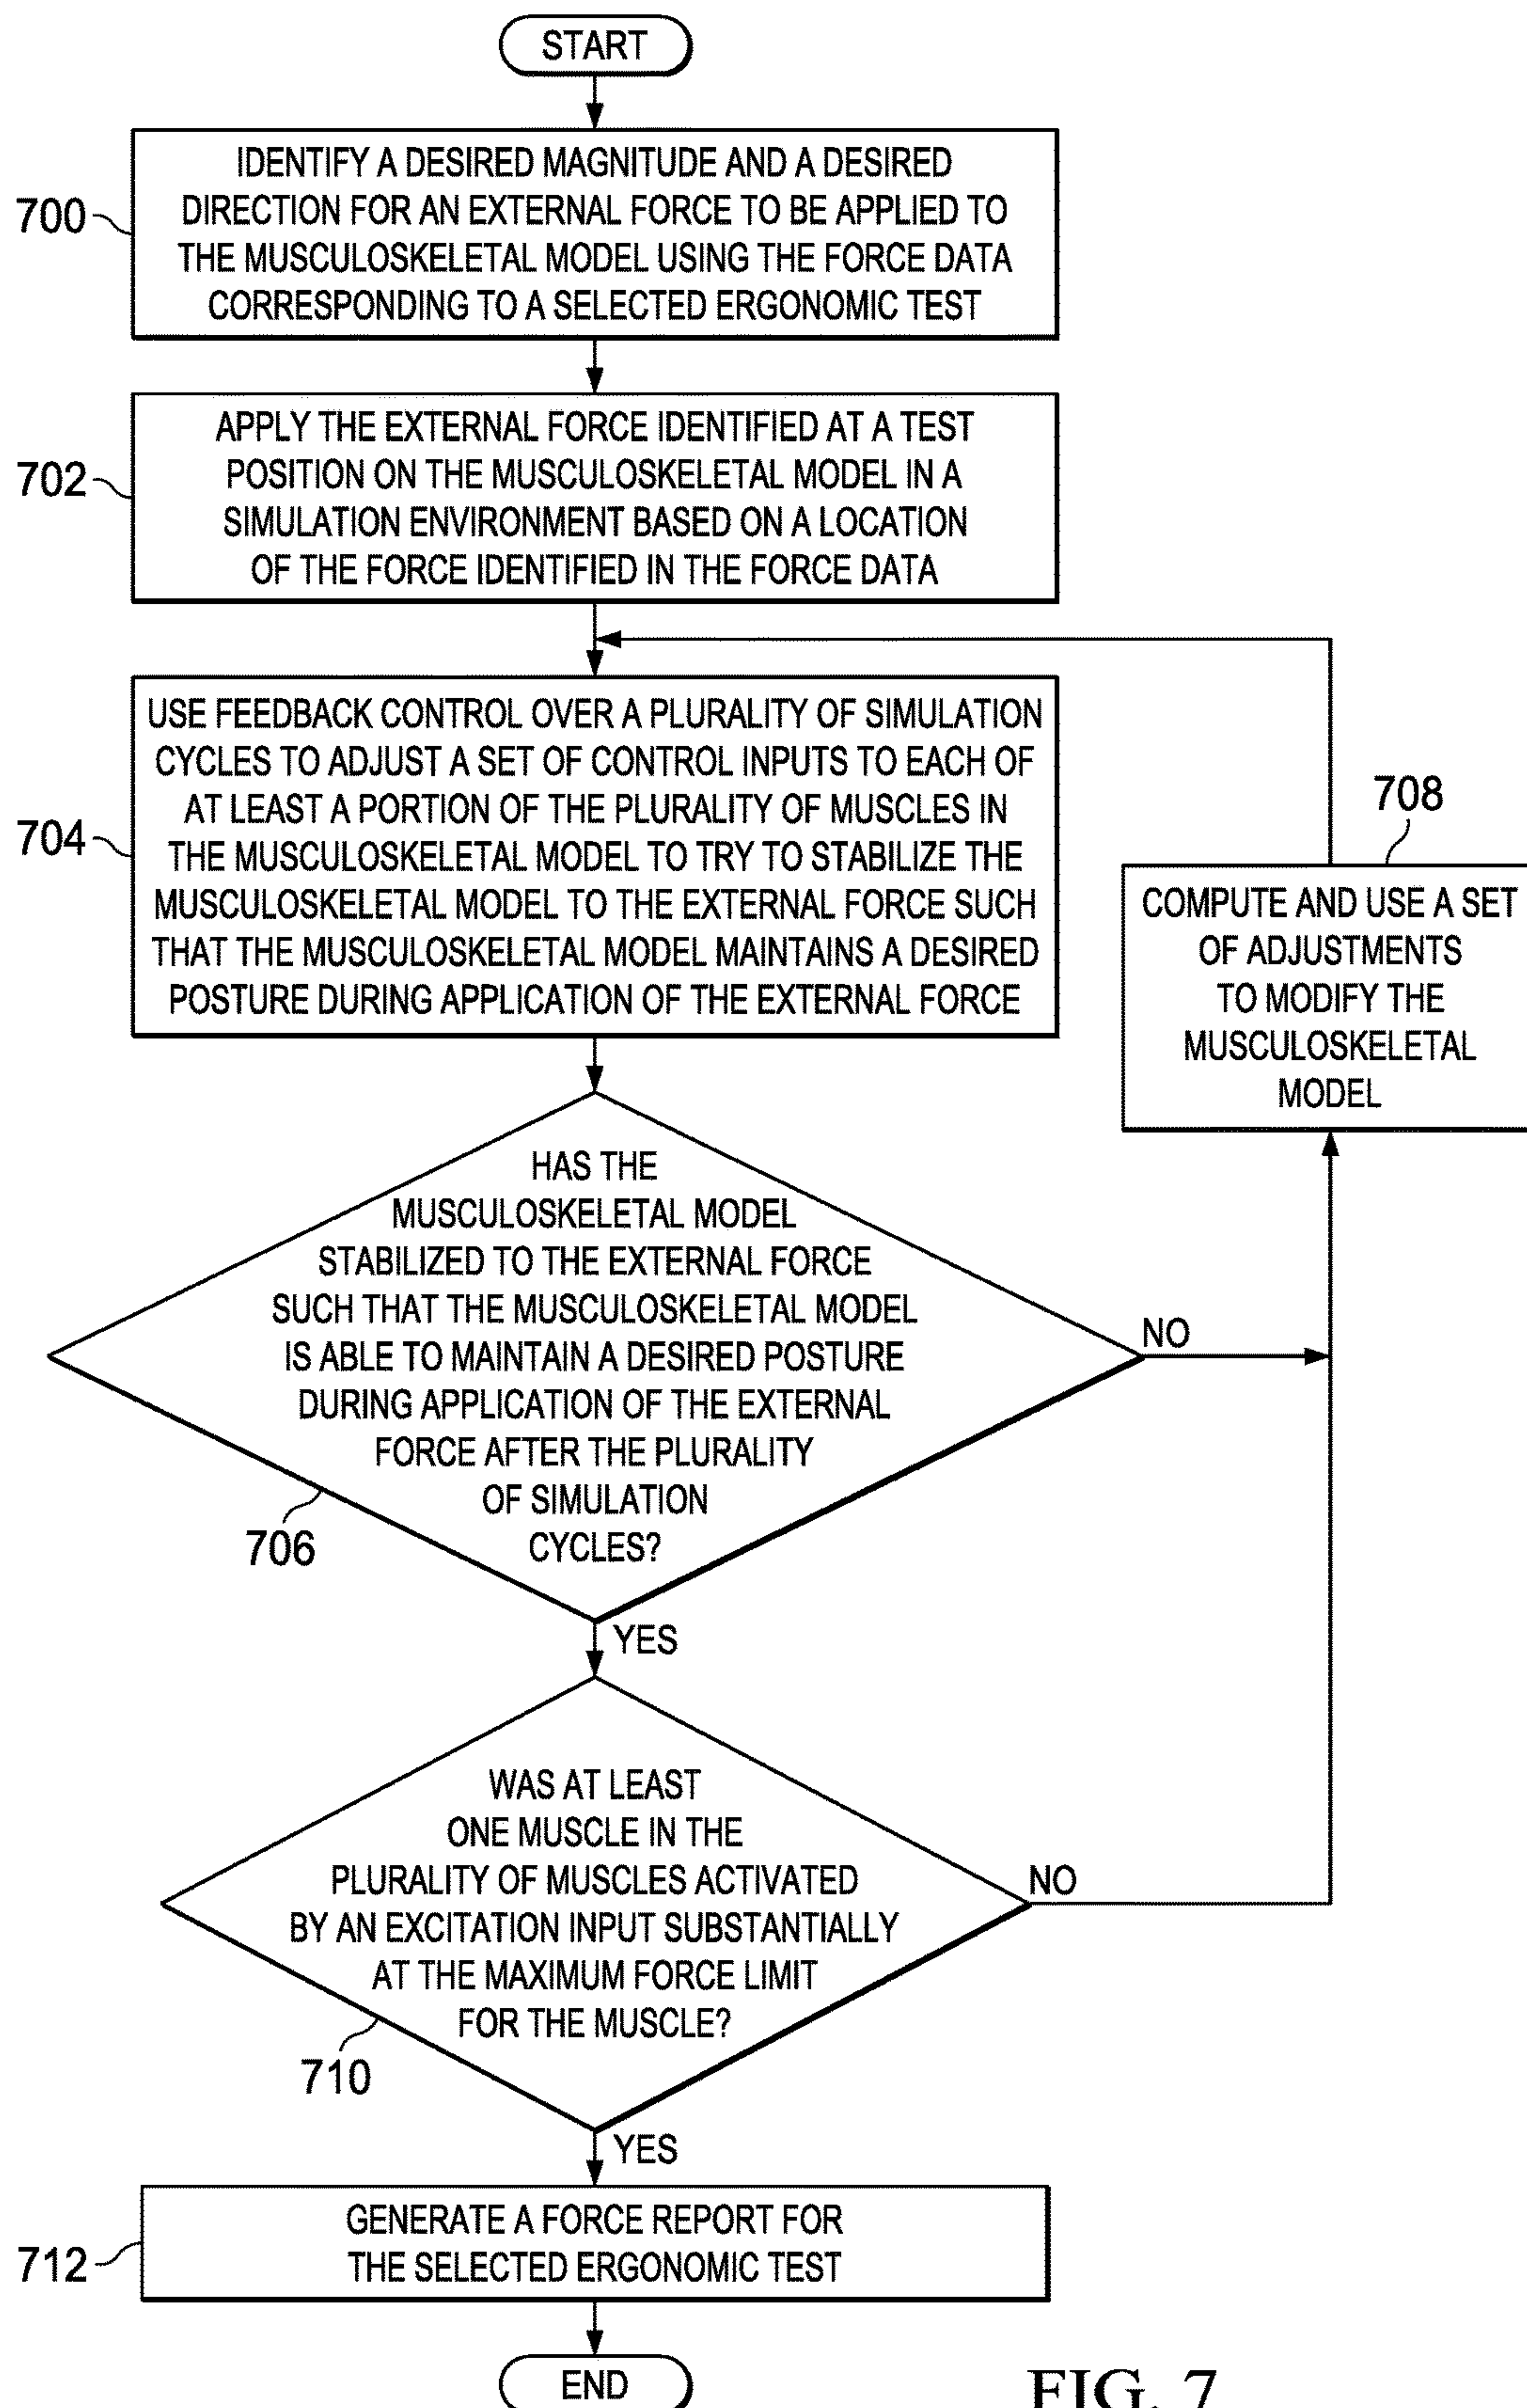 START
IDENTIFY A DESIRED MAGNITUDE AND A DESIRED
DIRECTION FOR AN EXTERNAL FORCE TO BE APPLIED TO
THE MUSCULOSKELETAL MODEL USING THE FORCE DATA
CORRESPONDING TO A SELECTED ERGONOMIC TEST
700
APPLY THE EXTERNAL FORCE IDENTIFIED AT A TEST
POSITION ON THE MUSCULOSKELETAL MODEL IN A
SIMULATION ENVIRONMENT BASED ON A LOCATION
OF THE FORCE IDENTIFIED IN THE FORCE DATA
702
USE FEEDBACK CONTROL OVER A PLURALITY OF SIMULATION
CYCLES TO ADJUST A SET OF CONTROL INPUTS TO EACH OF
AT LEAST A PORTION OF THE PLURALITY OF MUSCLES IN
THE MUSCULOSKELETAL MODEL TO TRY TO STABILIZE THE
MUSCULOSKELETAL MODEL TO THE EXTERNAL FORCE SUCH
THAT THE MUSCULOSKELETAL MODEL MAINTAINS A DESIRED
POSTURE DURING APPLICATION OF THE EXTERNAL FORCE
704
708
COMPUTE AND USE A SET
OF ADJUSTMENTS
TO MODIFY THE
MUSCULOSKELETAL
MODEL
HAS THE
MUSCULOSKELETAL MODEL
STABILIZED TO THE EXTERNAL FORCE
SUCH THAT THE MUSCULOSKELETAL MODEL
IS ABLE TO MAINTAIN A DESIRED POSTURE
DURING APPLICATION OF THE EXTERNAL
FORCE AFTER THE PLURALITY
OF SIMULATION
CYCLES?
NO
706
YES
WAS AT LEAST
ONE MUSCLE IN THE
PLURALITY OF MUSCLES ACTIVATED
BY AN EXCITATION INPUT SUBSTANTIALLY
AT THE MAXIMUM FORCE LIMIT
FOR THE MUSCLE?
NO
710
YES
GENERATE A FORCE REPORT FOR
THE SELECTED ERGONOMIC TEST
712
END
FIG. 7